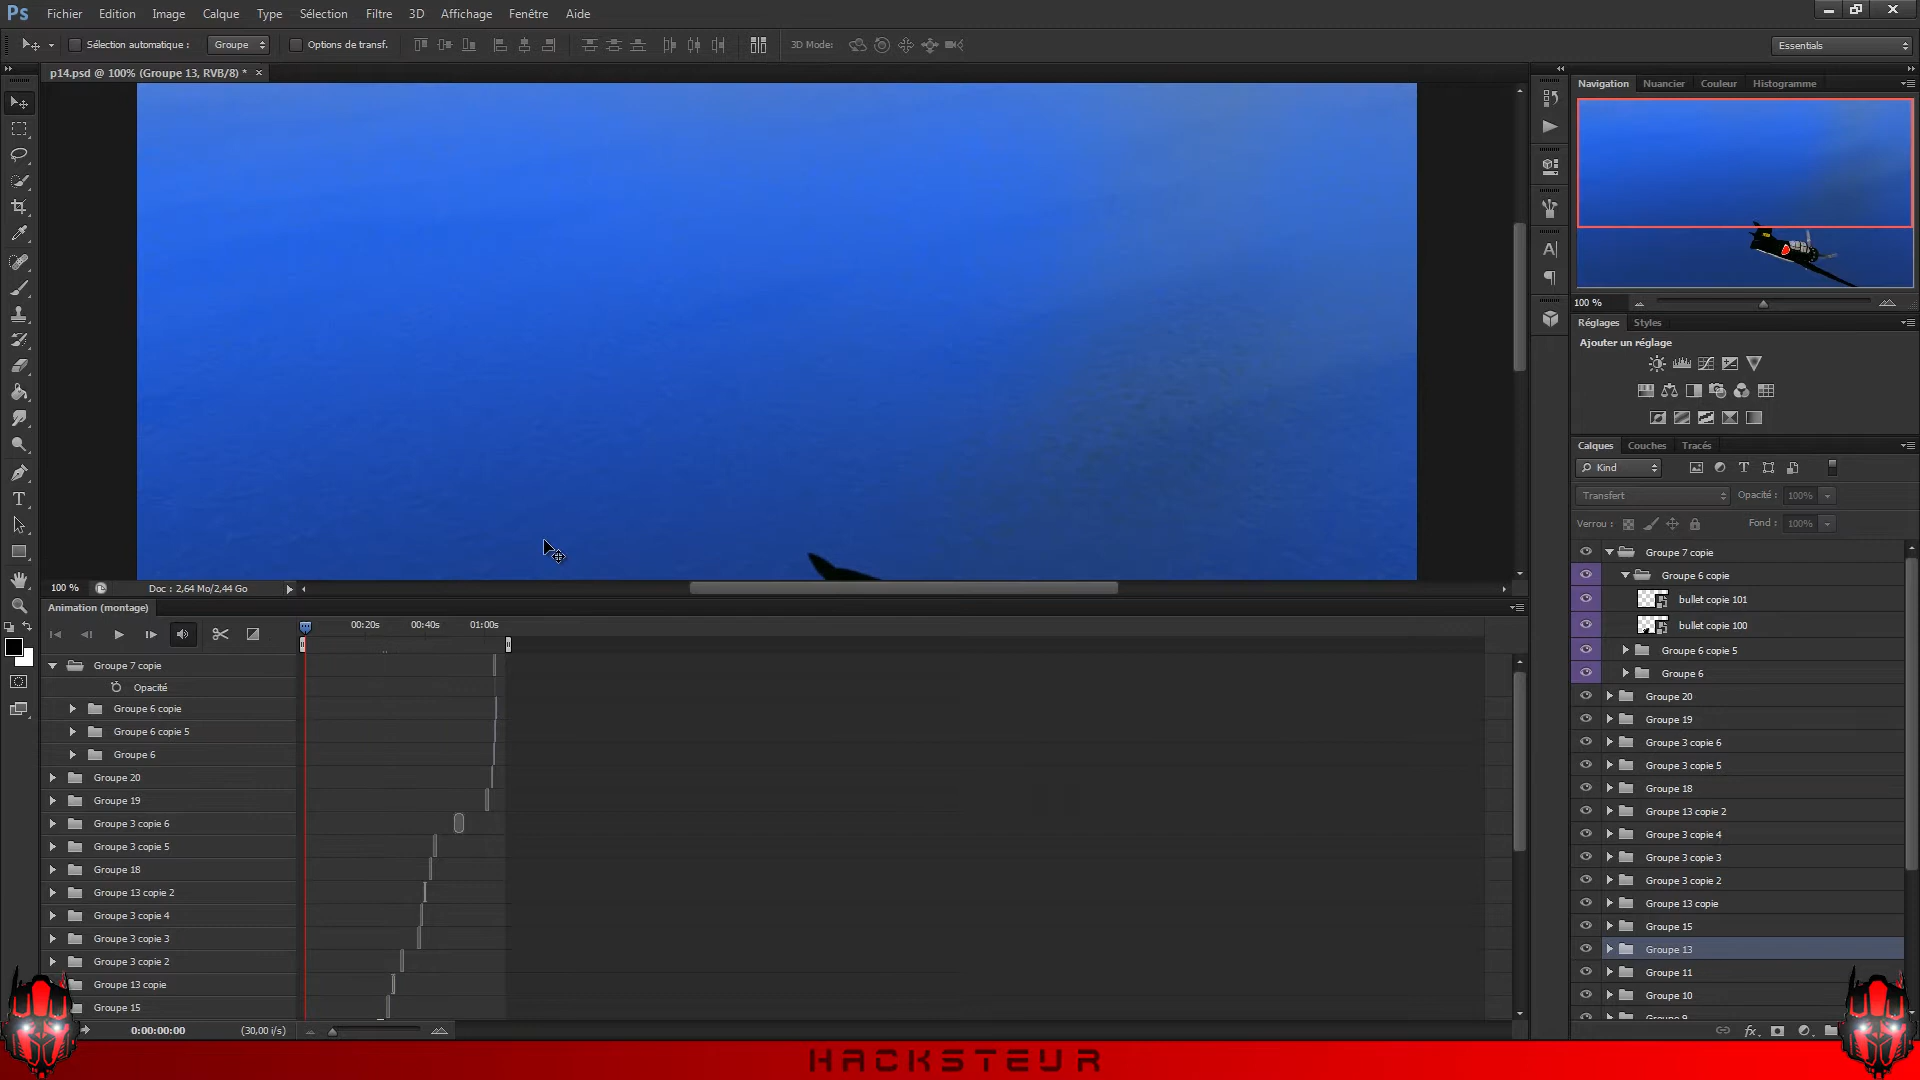 Ps Fichier Edition Image Calque Type Sélection Filtre 3D Affichage Fenêtre Aide
Sélection automatique : Groupe Options de transf. 3D Mode: Essentials
p14.psd @ 100% (Groupe 13, RVB/8) * ×
Navigation Nuancier Couleur Histogramme
100 %
Réglages Styles
Ajouter un réglage
Calques Couches Tracés
Kind
Transfert Opacité : 100%
Verrou : Fond : 100%
Groupe 7 copie
Groupe 6 copie
bullet copie 101
bullet copie 100
Groupe 6 copie 5
Groupe 6
Groupe 20
Groupe 19
Groupe 3 copie 6
Groupe 3 copie 5
Groupe 18
Groupe 13 copie 2
Groupe 3 copie 4
Groupe 3 copie 3
Groupe 3 copie 2
Groupe 13 copie
Groupe 15
Groupe 13
Groupe 11
Groupe 10
100 % Doc : 2,64 Mo/2,44 Go
Animation (montage)
00:20s 00:40s 01:00s
Groupe 7 copie
Opacité
Groupe 6 copie
Groupe 6 copie 5
Groupe 6
Groupe 20
Groupe 19
Groupe 3 copie 6
Groupe 3 copie 5
Groupe 18
Groupe 13 copie 2
Groupe 3 copie 4
Groupe 3 copie 3
Groupe 3 copie 2
Groupe 13 copie
Groupe 15
0:00:00:00 (30,00 i/s)
HACKSTEUR